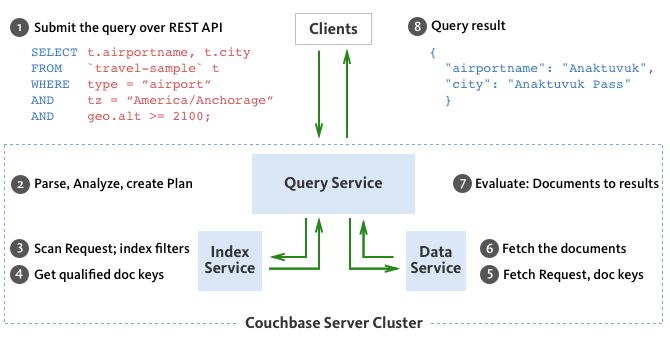 1 Submit the query over REST API
SELECT t.airportname, t.city
FROM `travel-sample` t
WHERE type = “airport”
AND tz = “America/Anchorage”
AND geo.alt >= 2100;
Clients
8 Query result
{
"airportname": "Anaktuvuk",
"city": "Anaktuvuk Pass"
}
2 Parse, Analyze, create Plan
Query Service
7 Evaluate: Documents to results
3 Scan Request; index filters
4 Get qualified doc keys
Index
Service
Data
Service
6 Fetch the documents
5 Fetch Request, doc keys
Couchbase Server Cluster